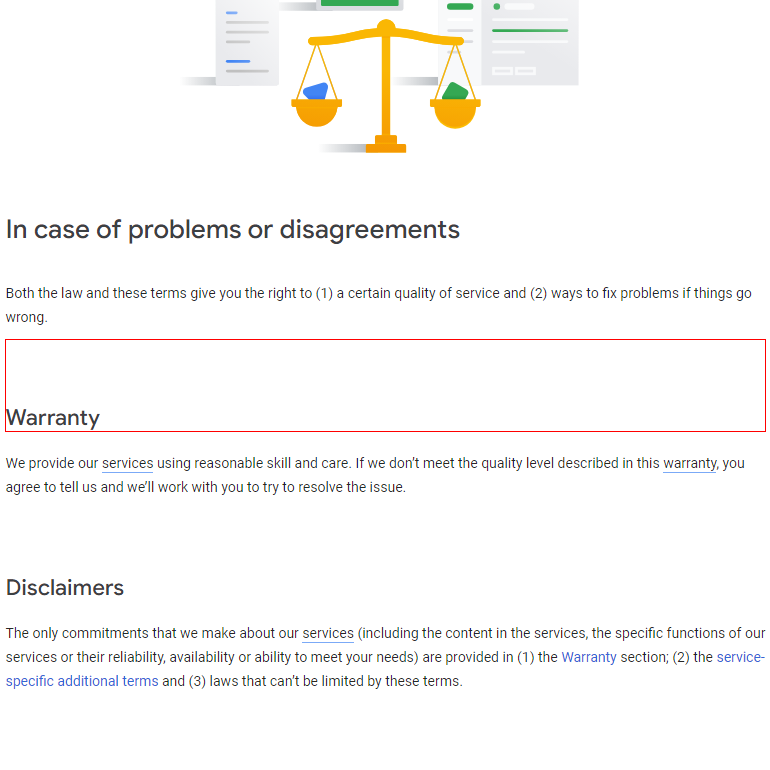 In case of problems or disagreements
Both the law and these terms give you the right to (1) a certain quality of service and (2) ways to fix problems if things go
wrong.
Warranty
We provide our services using reasonable skill and care. If we don’t meet the quality level described in this warranty, you
agree to tell us and we’ll work with you to try to resolve the issue.
Disclaimers
The only commitments that we make about our services (including the content in the services, the specific functions of our
services or their reliability, availability or ability to meet your needs) are provided in (1) the Warranty section; (2) the service-
specific additional terms and (3) laws that can’t be limited by these terms.